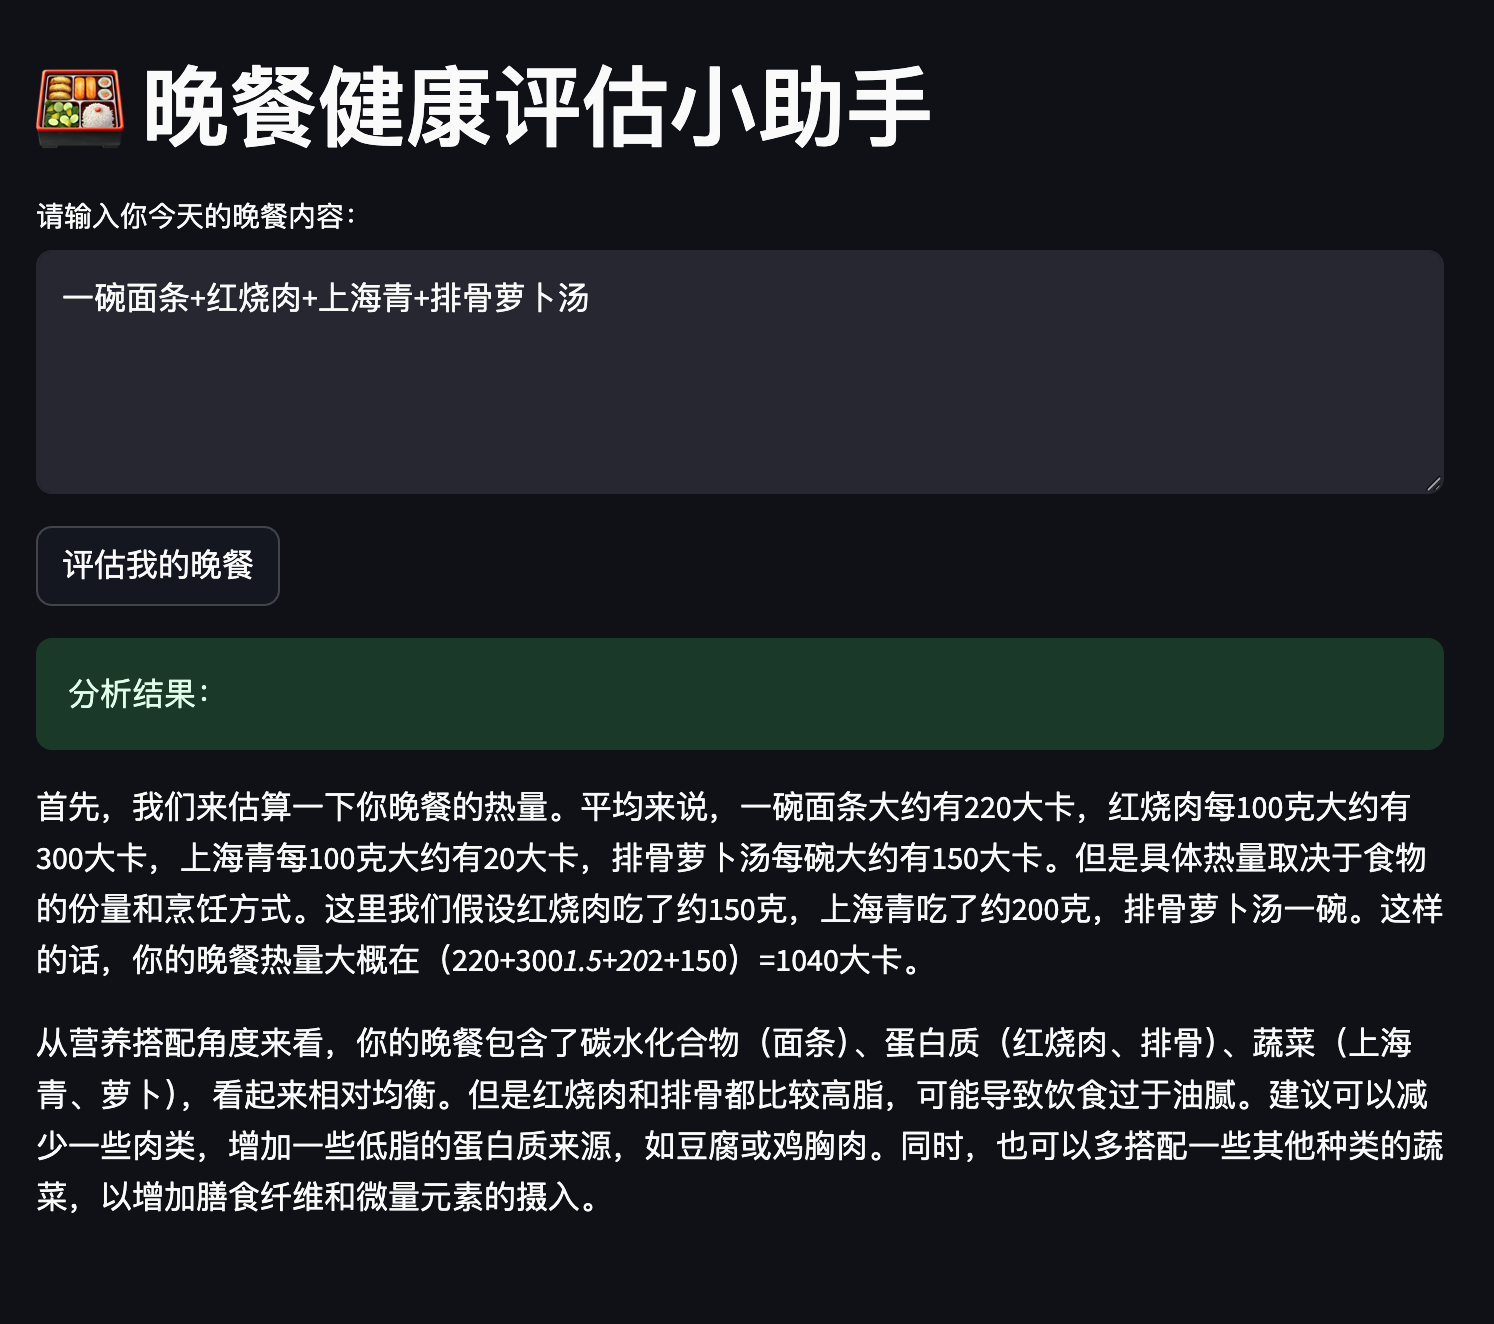 晚餐健康评估小助手
请输入你今天的晚餐内容：
一碗面条+红烧肉+上海青+排骨萝卜汤
评估我的晚餐
分析结果：
首先，我们来估算一下你晚餐的热量。平均来说，一碗面条大约有220大卡，红烧肉每100克大约有
300大卡，上海青每100克大约有20大卡，排骨萝卜汤每碗大约有150大卡。但是具体热量取决于食物
的份量和烹饪方式。这里我们假设红烧肉吃了约150克，上海青吃了约200克，排骨萝卜汤一碗。这样
的话，你的晚餐热量大概在（220+3001.5+202+150）=1040大卡。
从营养搭配角度来看，你的晚餐包含了碳水化合物（面条）、蛋白质（红烧肉、排骨）、蔬菜（上海
青、萝卜），看起来相对均衡。但是红烧肉和排骨都比较高脂，可能导致饮食过于油腻。建议可以减
少一些肉类，增加一些低脂的蛋白质来源，如豆腐或鸡胸肉。同时，也可以多搭配一些其他种类的蔬
菜，以增加膳食纤维和微量元素的摄入。